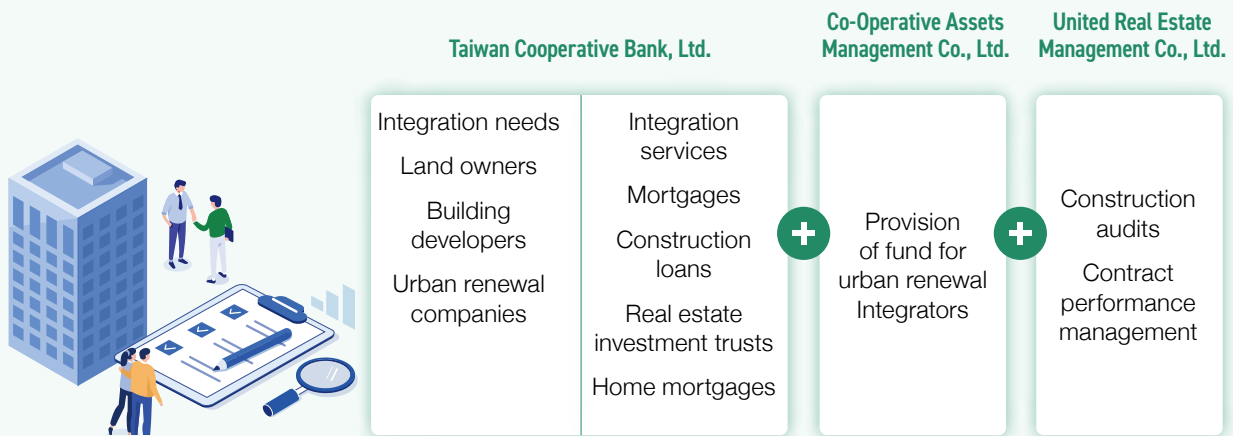 Taiwan Cooperative Bank, Ltd.
Integration needs
Land owners
Building
developers
Urban renewal
companies
Integration
services
Mortgages
Construction
loans
Real estate
investment trusts
Home mortgages
Co-Operative Assets
Management Co., Ltd.
Provision
of fund for
urban renewal
Integrators
United Real Estate
Management Co., Ltd.
Construction
audits
Contract
performance
management